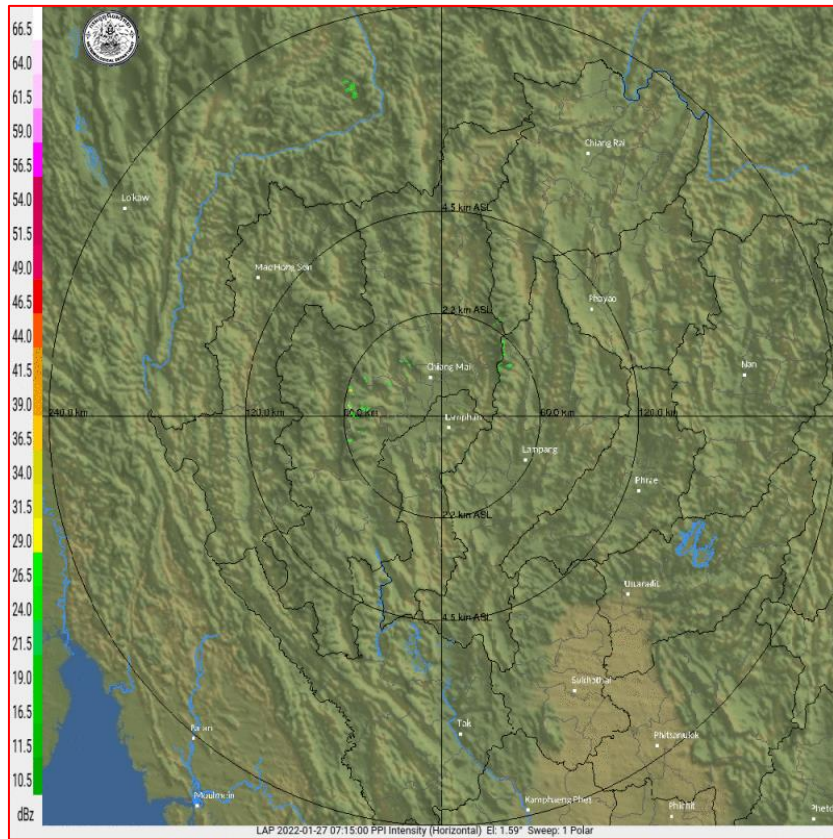 66.5
64.0
61.5
59.0
56.5
54.0
51.5
49.0
46.5
44.0
41.5
39.0
36.5
34.0
31.5
29.0
26.5
24.0
21.5
19.0
16.5
11.5
10.5
dBz
Chiang Rai
Loikaw
4.5 km ASL
Mae Hong Son
Phayao
2.2 km ASL
Nan
Chiang Mai
240.0 km
120.0 km
60.0 km
120.0 km
Lamphun
Lampang
Phrae
2.2 km ASL
Uttaradit
4.5 km ASL
Sukhothai
Tak
Phitsanulok
Moulmein
Kamphaeng Phet
Phichit
LAP 2022-01-27 07:15:00 PPI Intensity (Horizontal) El: 1.59° Sweep: 1 Polar